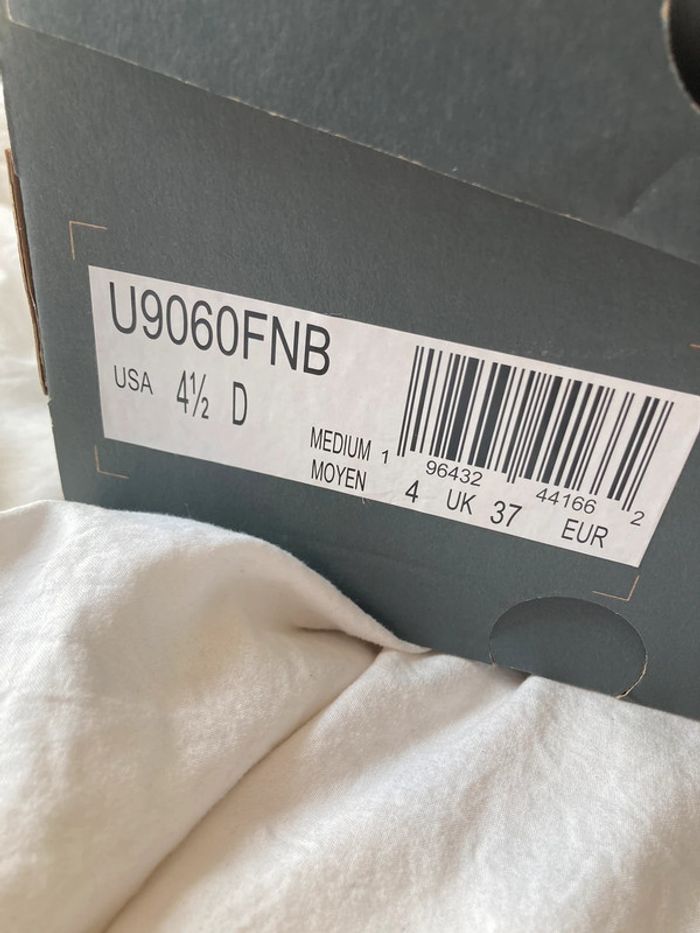 U9060FNB
USA 4½ D
MEDIUM
MOYEN
1 96432 44166 2
4 UK 37 EUR